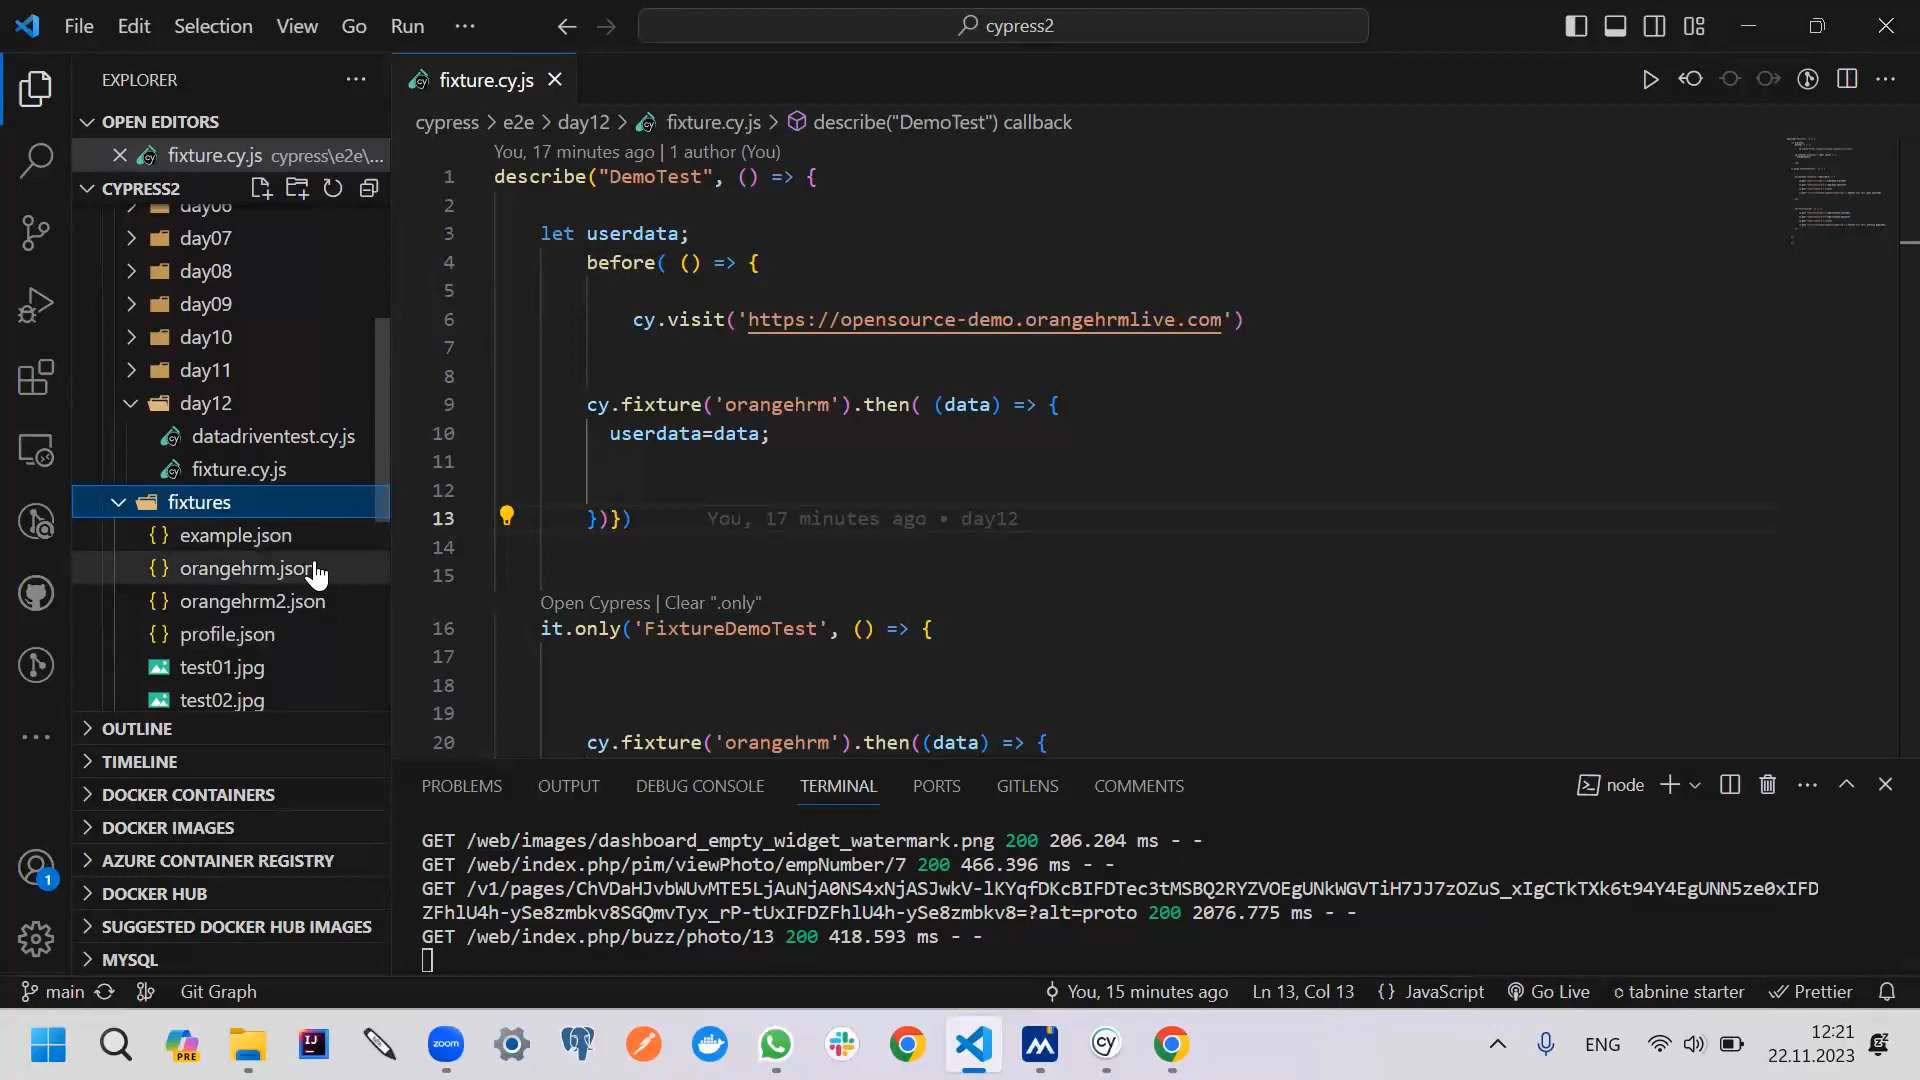 File Edit Selection View Go Run ··· cypress2
EXPLORER ···
OPEN EDITORS
fixture.cy.js cypress\e2e\...
CYPRESS2
day06
day07
day08
day09
day10
day11
day12
datadriventest.cy.js
fixture.cy.js
fixtures
{ } example.json
{ } orangehrm.json
{ } orangehrm2.json
{ } profile.json
test01.jpg
test02.jpg
OUTLINE
TIMELINE
DOCKER CONTAINERS
DOCKER IMAGES
AZURE CONTAINER REGISTRY
DOCKER HUB
SUGGESTED DOCKER HUB IMAGES
MYSQL
1
fixture.cy.js
cypress > e2e > day12 > fixture.cy.js > describe("DemoTest") callback
You, 17 minutes ago | 1 author (You)
1 describe("DemoTest", () => {
2
3 let userdata;
4 before( () => {
5
6 cy.visit('https://opensource-demo.orangehrmlive.com')
7
8
9 cy.fixture('orangehrm').then( (data) => {
10 userdata=data;
11
12
13 })}) You, 17 minutes ago • day12
14
15
Open Cypress | Clear ".only"
16 it.only('FixtureDemoTest', () => {
17
18
19
20 cy.fixture('orangehrm').then((data) => {
PROBLEMS OUTPUT DEBUG CONSOLE TERMINAL PORTS GITLENS COMMENTS node
GET /web/images/dashboard_empty_widget_watermark.png 200 206.204 ms - -
GET /web/index.php/pim/viewPhoto/empNumber/7 200 466.396 ms - -
GET /v1/pages/ChVDaHJvbWUvMTE5LjAuNjA0NS4xNjASJwkV-lKYqfDKcBIFDTec3tMSBQ2RYZVOEgUNkWGVTiH7JJ7zOZuS_xIgCTkTXk6t94Y4EgUNN5ze0xIFD
ZFhlU4h-ySe8zmbkv8SGQmvTyx_rP-tUxIFDZFhlU4h-ySe8zmbkv8=?alt=proto 200 2076.775 ms - -
GET /web/index.php/buzz/photo/13 200 418.593 ms - -
main Git Graph You, 15 minutes ago Ln 13, Col 13 { } JavaScript Go Live tabnine starter Prettier
PRE IJ zoom cy ENG 12:21
22.11.2023